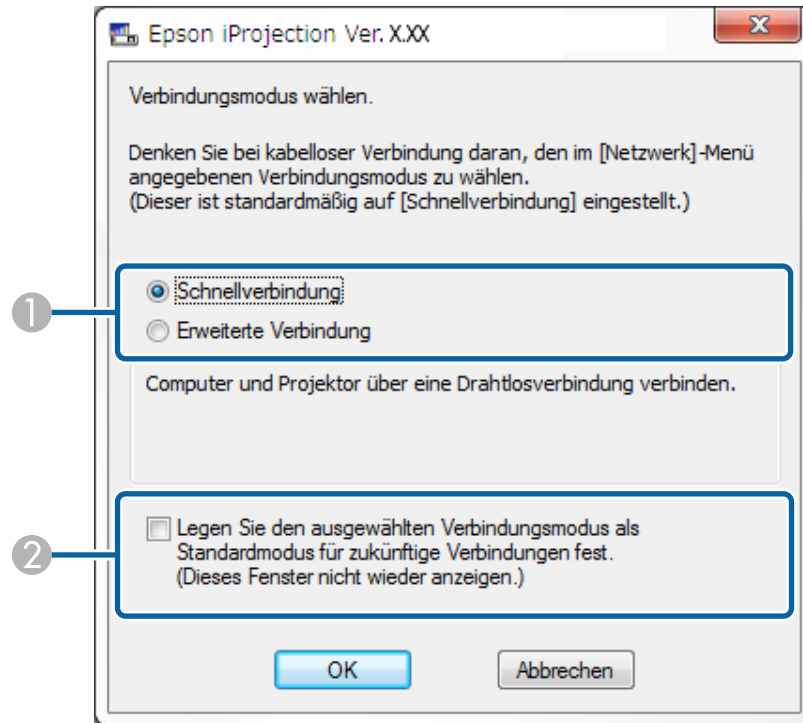 Epson iProjection Ver. X.XX
Verbindungsmodus wählen.
Denken Sie bei kabelloser Verbindung daran, den im [Netzwerk]-Menü
angegebenen Verbindungsmodus zu wählen.
(Dieser ist standardmäßig auf [Schnellverbindung] eingestellt.)
1
Schnellverbindung
Erweiterte Verbindung
Computer und Projektor über eine Drahtlosverbindung verbinden.
2
Legen Sie den ausgewählten Verbindungsmodus als
Standardmodus für zukünftige Verbindungen fest.
(Dieses Fenster nicht wieder anzeigen.)
OK
Abbrechen